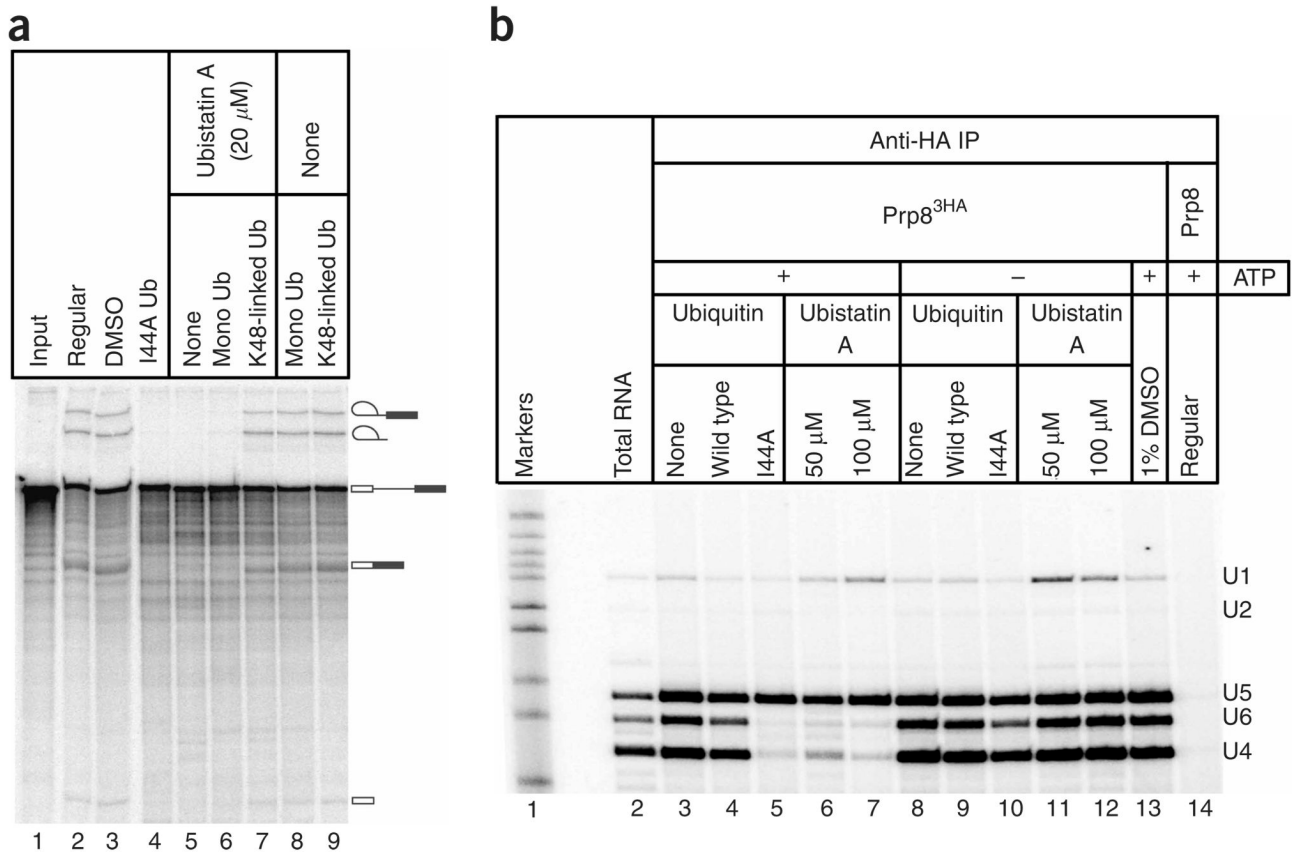 a
Ubistatin A
(20 μM)
None
Input
Regular
DMSO
I44A Ub
None
Mono Ub
K48-linked Ub
Mono Ub
K48-linked Ub
1 2 3 4 5 6 7 8 9
b
Anti-HA IP
Prp83HA
Prp8
+ – + + ATP
Ubiquitin
Ubistatin
A
Ubiquitin
Ubistatin
A
Markers
Total RNA
None
Wild type
I44A
50 μM
100 μM
None
Wild type
I44A
50 μM
100 μM
1% DMSO
Regular
U1
U2
U5
U6
U4
1 2 3 4 5 6 7 8 9 10 11 12 13 14